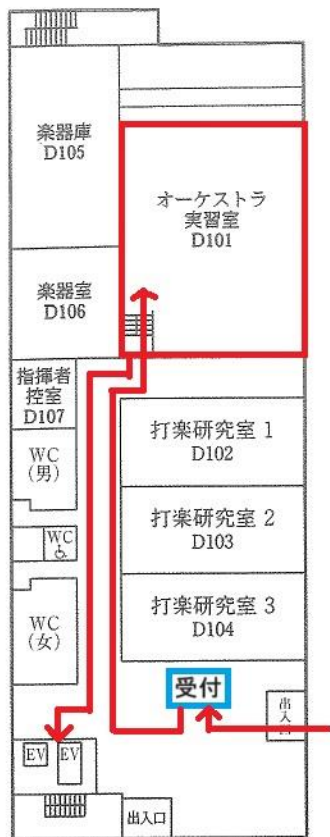 楽器庫
D105
オーケストラ
実習室
D101
楽器室
D106
指揮者
控室
D107
打楽研究室 1
D102
WC
(男)
打楽研究室 2
D103
WC
打楽研究室 3
D104
WC
(女)
受付
出入口
EV
EV
出入口